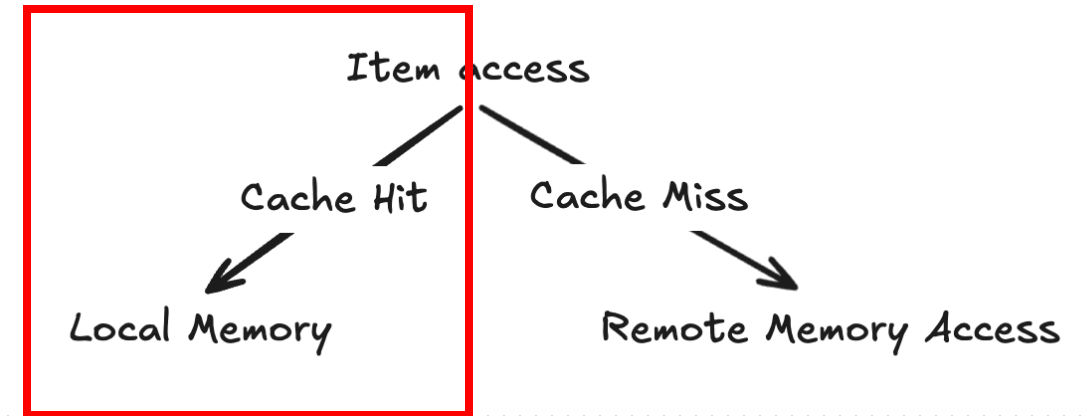 Item access
Cache Hit
Cache Miss
Local Memory
Remote Memory Access